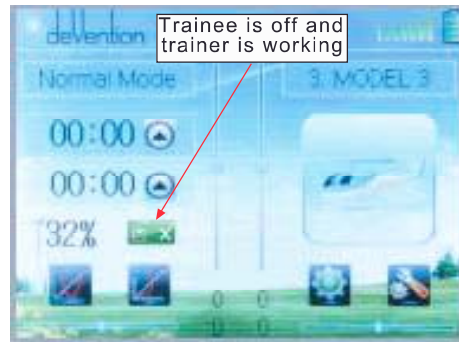 Trainee is off and
trainer is working
devention
Normal Mode
3. MODEL 3
00:00
00:00
32%
0 0
0 0